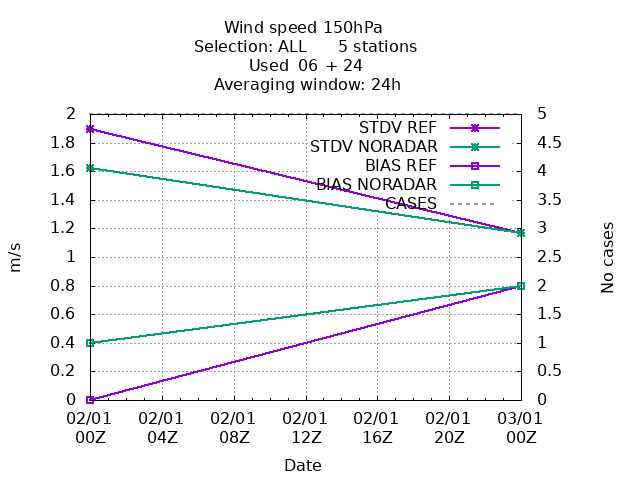 Wind speed 150hPa
Selection: ALL      5 stations
Used  06 + 24
Averaging window: 24h
2
1.8
1.6
1.4
1.2
1
0.8
0.6
0.4
0.2
0
m/s
STDV REF
STDV NORADAR
BIAS REF
BIAS NORADAR
CASES
5
4.5
4
3.5
3
2.5
2
1.5
1
0.5
0
No cases
02/01 02/01 02/01 02/01 02/01 02/01 03/01
00Z 04Z 08Z 12Z 16Z 20Z 00Z
Date